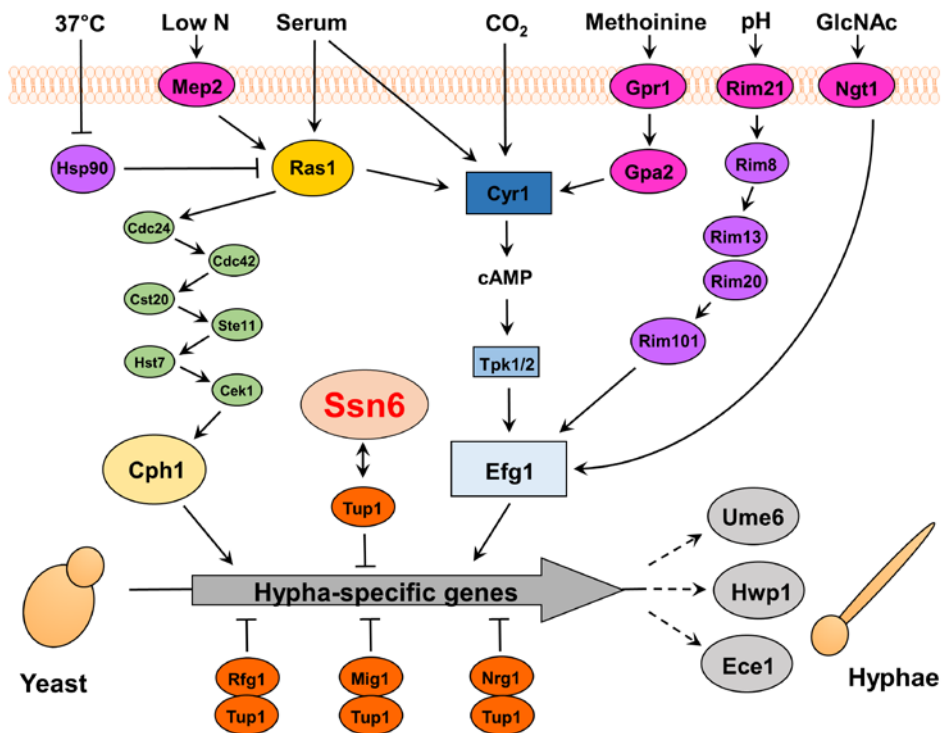 37°C
Low N
Serum
CO2
Methoinine
pH
GlcNAc
Mep2
Gpr1
Rim21
Ngt1
Hsp90
Ras1
Cyr1
Gpa2
Rim8
Cdc24
Cdc42
Rim13
cAMP
Rim20
Cst20
Ste11
Rim101
Hst7
Tpk1/2
Cek1
Ssn6
Cph1
Efg1
Tup1
Ume6
Hypha-specific genes
Hwp1
Ece1
Yeast
Rfg1
Mig1
Nrg1
Hyphae
Tup1
Tup1
Tup1